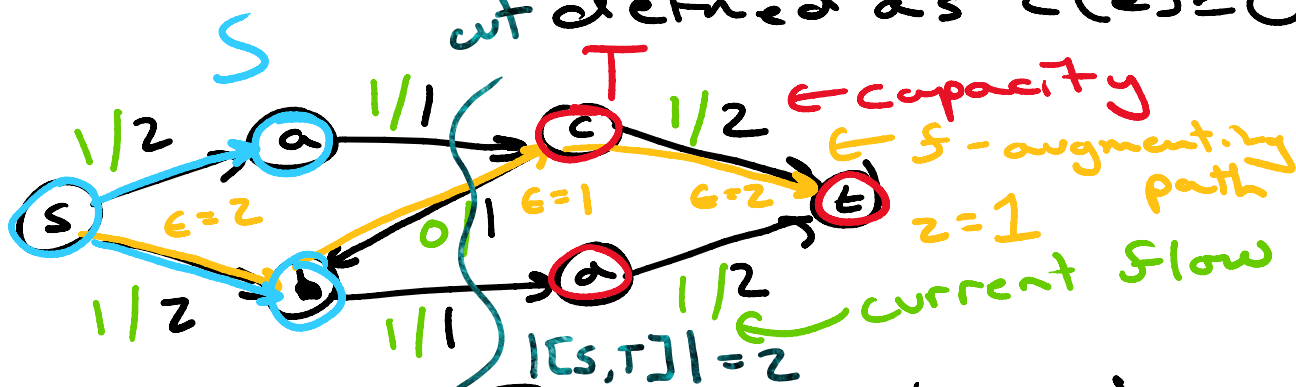 cut defined as
S
T
1/2
a
1/1
c
1/2
← capacity
← f-augmenting
path
s
ε=2
0/1
ε=1
ε=2
t
z=1
1/2
b
1/1
d
1/2
← current flow
|[S,T]|=2